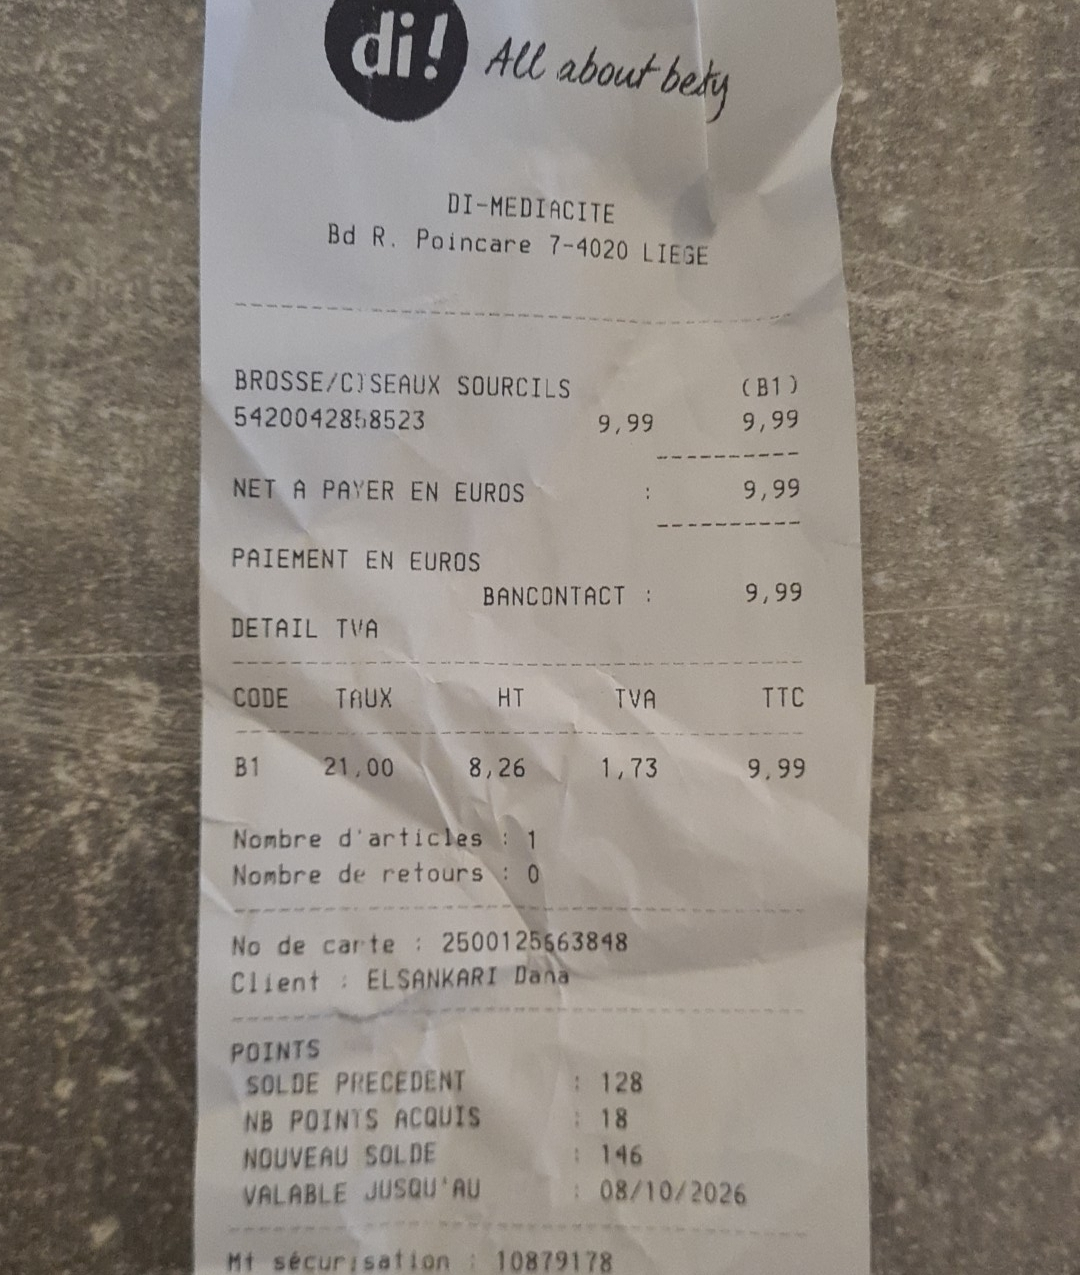 di! All about bety
DI-MEDIACITE
Bd R. Poincare 7-4020 LIEGE
BROSSE/CISEAUX SOURCILS (B1)
5420042858523 9,99 9,99
NET A PAYER EN EUROS : 9,99
PAIEMENT EN EUROS
BANCONTACT : 9,99
DETAIL TVA
CODE TAUX HT TVA TTC
B1 21,00 8,26 1,73 9,99
Nombre d'articles : 1
Nombre de retours : 0
No de carte : 2500125663848
Client : ELSANKARI Dana
POINTS
SOLDE PRECEDENT : 128
NB POINTS ACQUIS : 18
NOUVEAU SOLDE : 146
VALABLE JUSQU'AU : 08/10/2026
Mt sécurisation : 10879178